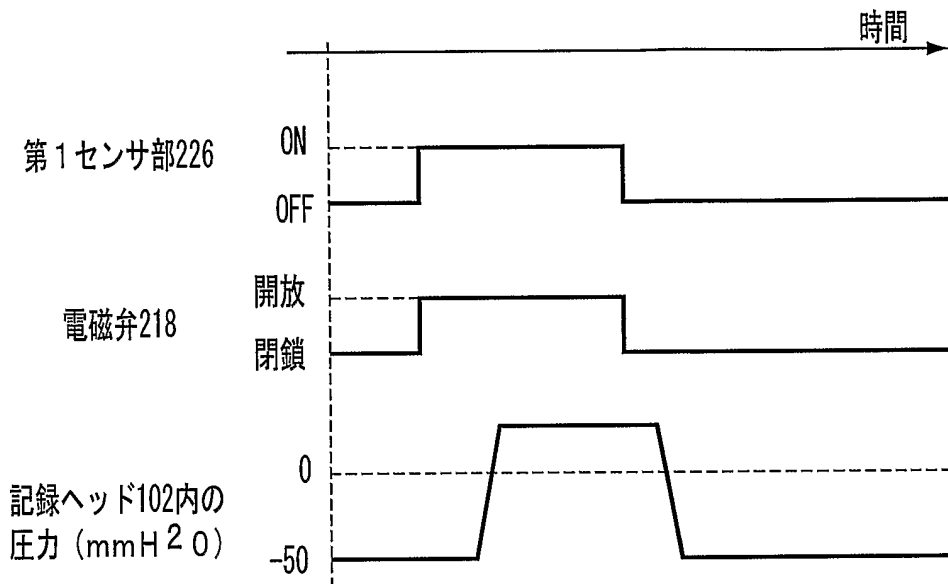 時間
第1センサ部226
ON
OFF
電磁弁218
開放
閉鎖
記録ヘッド102内の
圧力（mmH²O）
0
-50